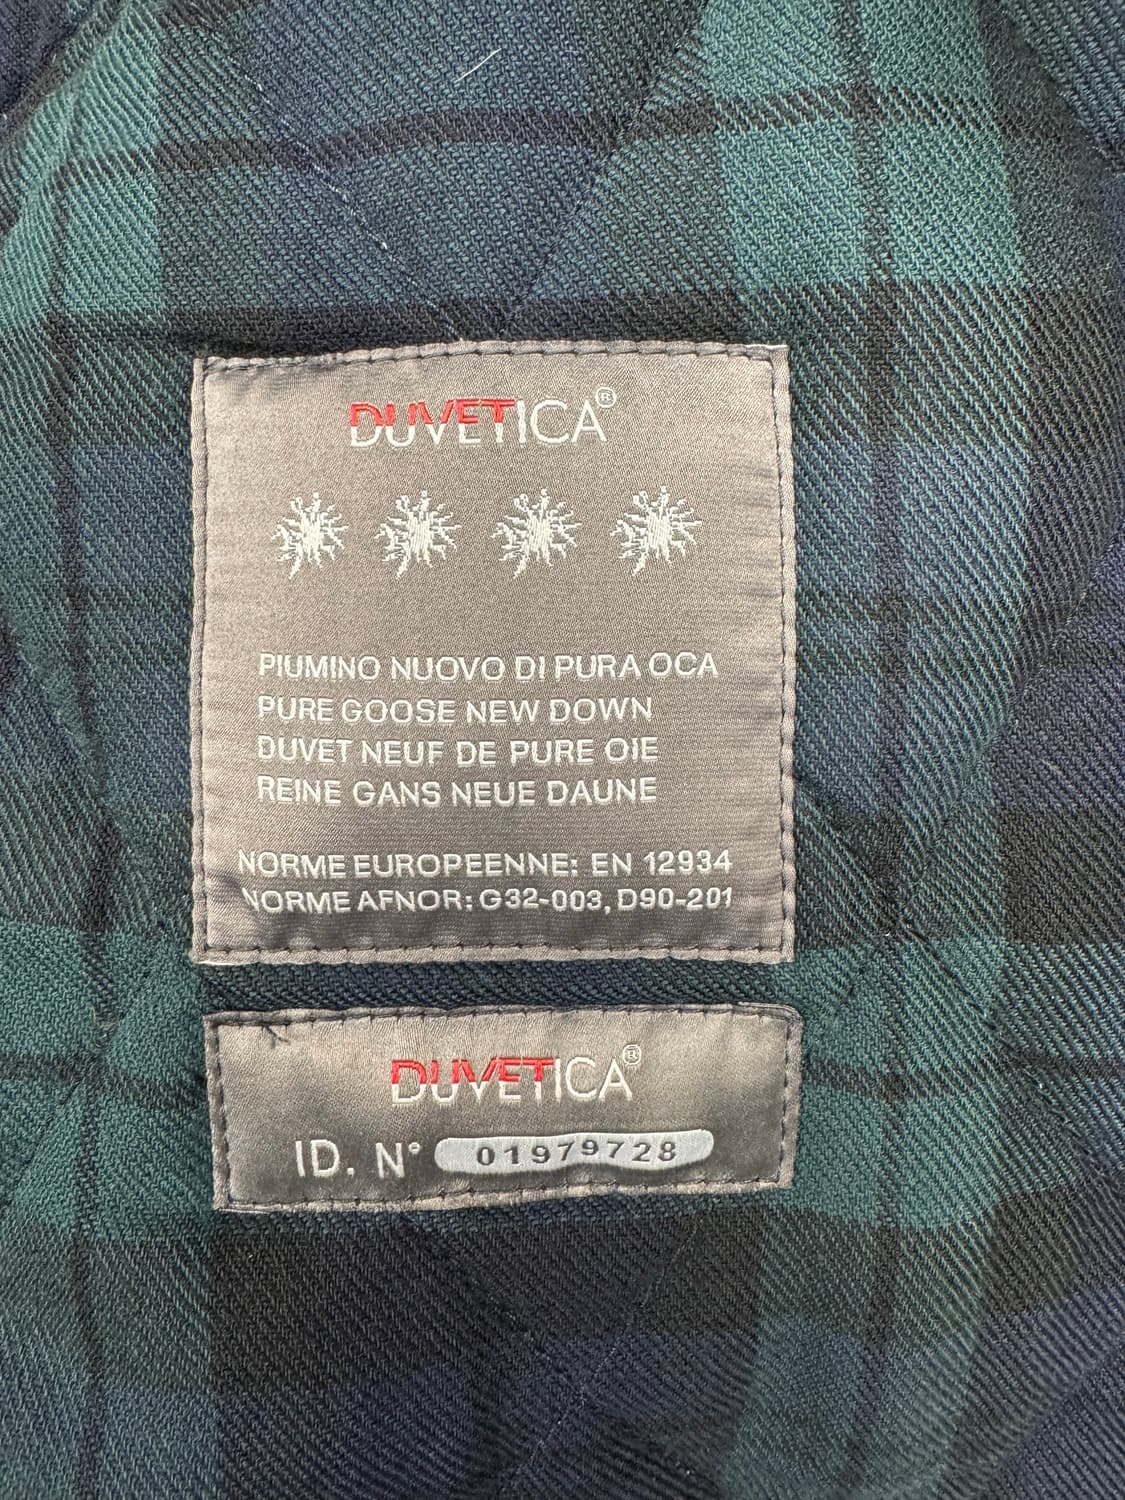 DUVETICA®
PIUMINO NUOVO DI PURA OCA
PURE GOOSE NEW DOWN
DUVET NEUF DE PURE OIE
REINE GANS NEUE DAUNE
NORME EUROPEENNE: EN 12934
NORME AFNOR: G32-003, D90-201
DUVETICA®
ID. N° 01979728